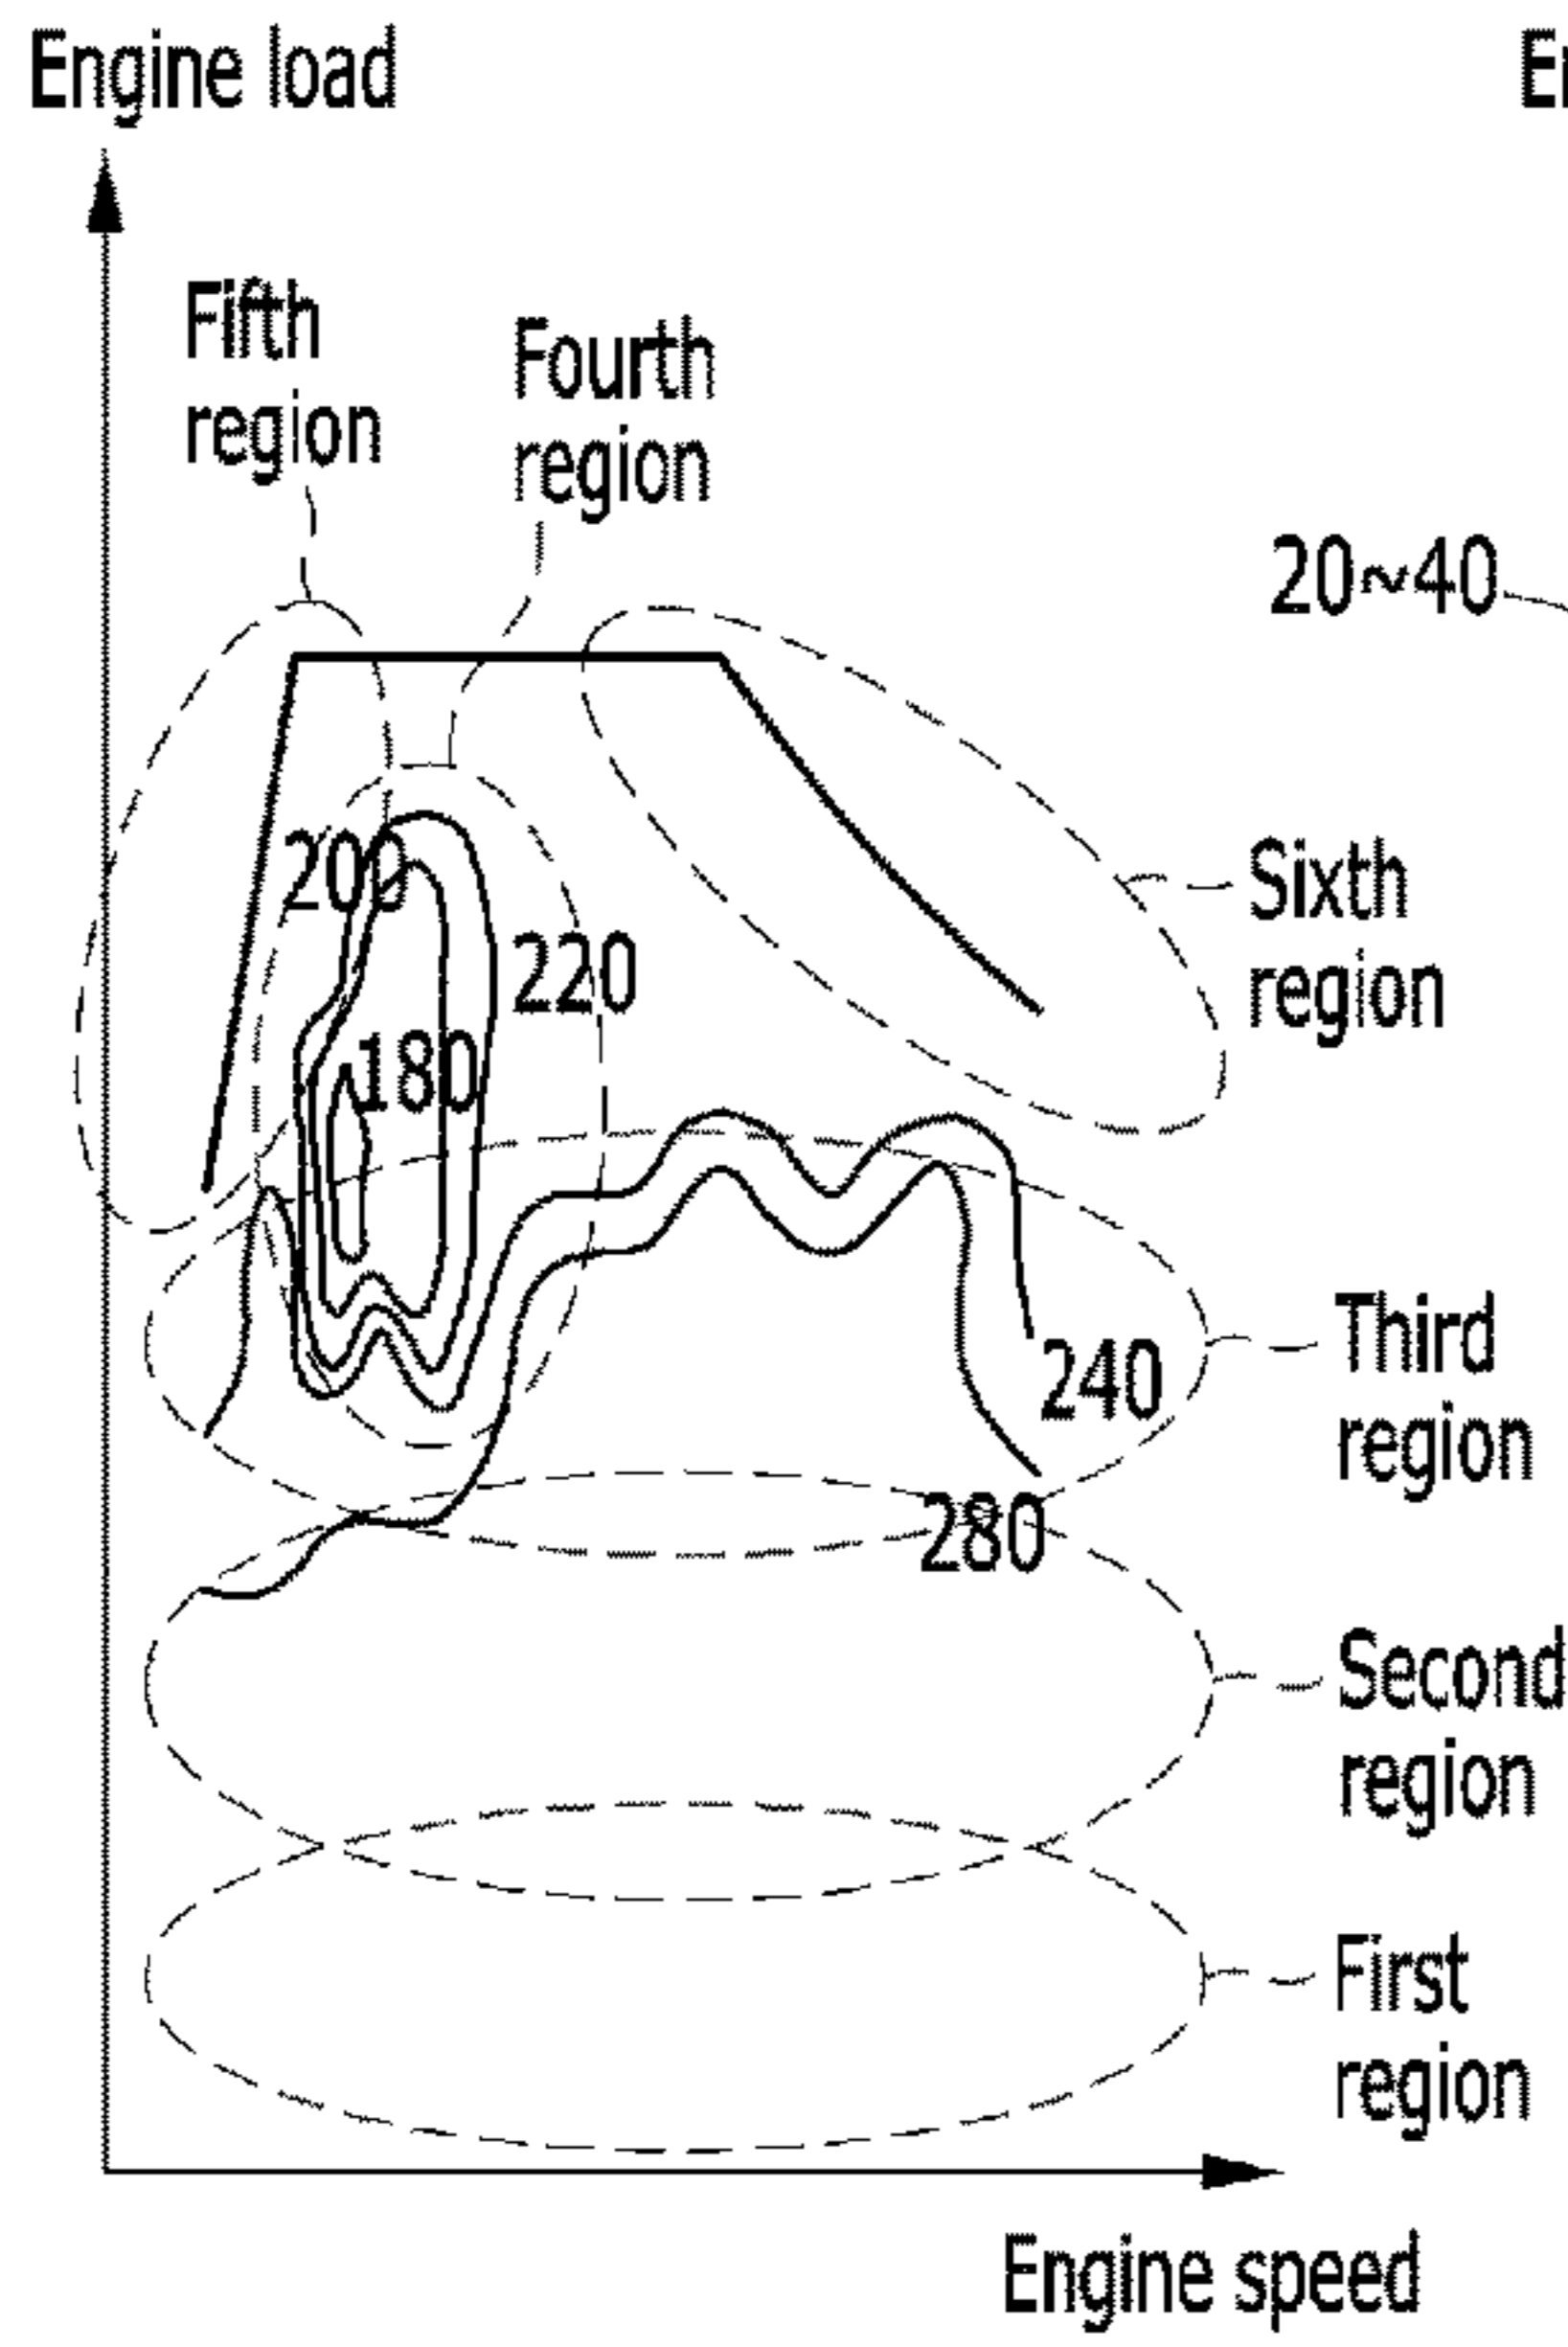 Engine load
Ei
Fifth
region
Fourth
region
20~40
200
Sixth
region
220
180
Third
region
240
280
Second
region
First
region
Engine speed